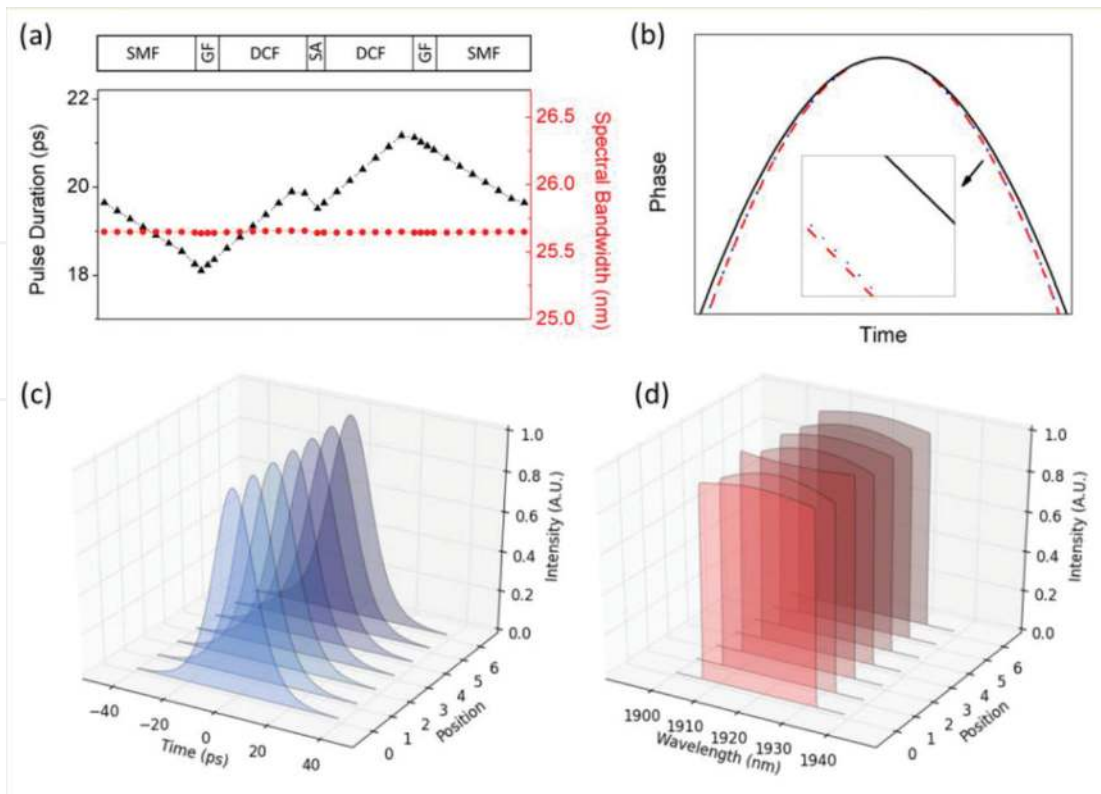 (a)
SMF GF DCF SA DCF GF SMF
22
20
18
Pulse Duration (ps)
26.5
26.0
25.5
25.0
Spectral Bandwidth (nm)
(b)
Phase
Time
(c)
1.0
0.8
0.6
0.4
0.2
0.0
Intensity (A.U.)
−40 −20 0 20 40
Time (ps)
0 1 2 3 4 5 6
Position
(d)
1.0
0.8
0.6
0.4
0.2
0.0
Intensity (A.U.)
1900 1910 1920 1930 1940
Wavelength (nm)
0 1 2 3 4 5 6
Position